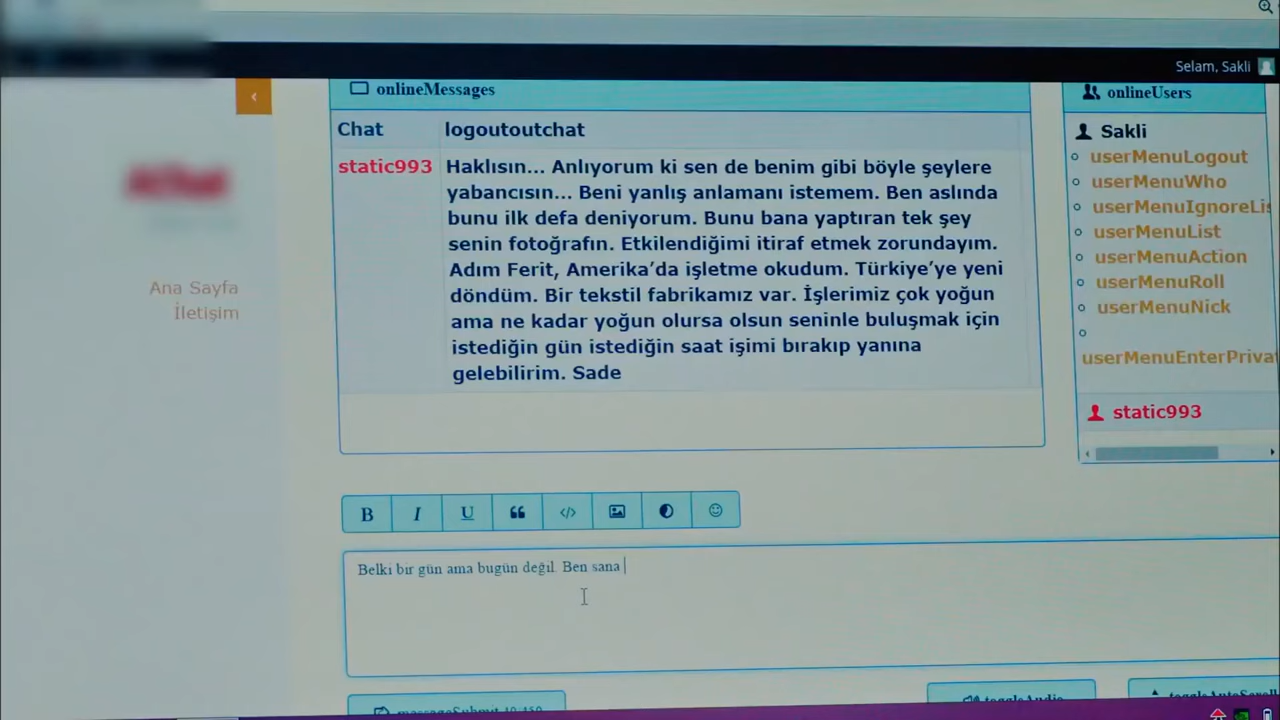 Selam, Sakli
onlineMessages
onlineUsers
Chat
logoutoutchat
Sakli
static993
Haklısın... Anlıyorum ki sen de benim gibi böyle şeylere
yabancısın... Beni yanlış anlamanı istemem. Ben aslında
bunu ilk defa deniyorum. Bunu bana yaptıran tek şey
senin fotoğrafın. Etkilendiğimi itiraf etmek zorundayım.
Adım Ferit, Amerika’da işletme okudum. Türkiye’ye yeni
döndüm. Bir tekstil fabrikamız var. İşlerimiz çok yoğun
ama ne kadar yoğun olursa olsun seninle buluşmak için
istediğin gün istediğin saat işimi bırakıp yanına
gelebilirim. Sade
userMenuLogout
userMenuWho
userMenuIgnoreLis
userMenuList
userMenuAction
userMenuRoll
userMenuNick
userMenuEnterPrivat
static993
Ana Sayfa
İletişim
B I U
Belki bir gün ama bugün değil. Ben sana
toggleAudio
toggleAutoScroll